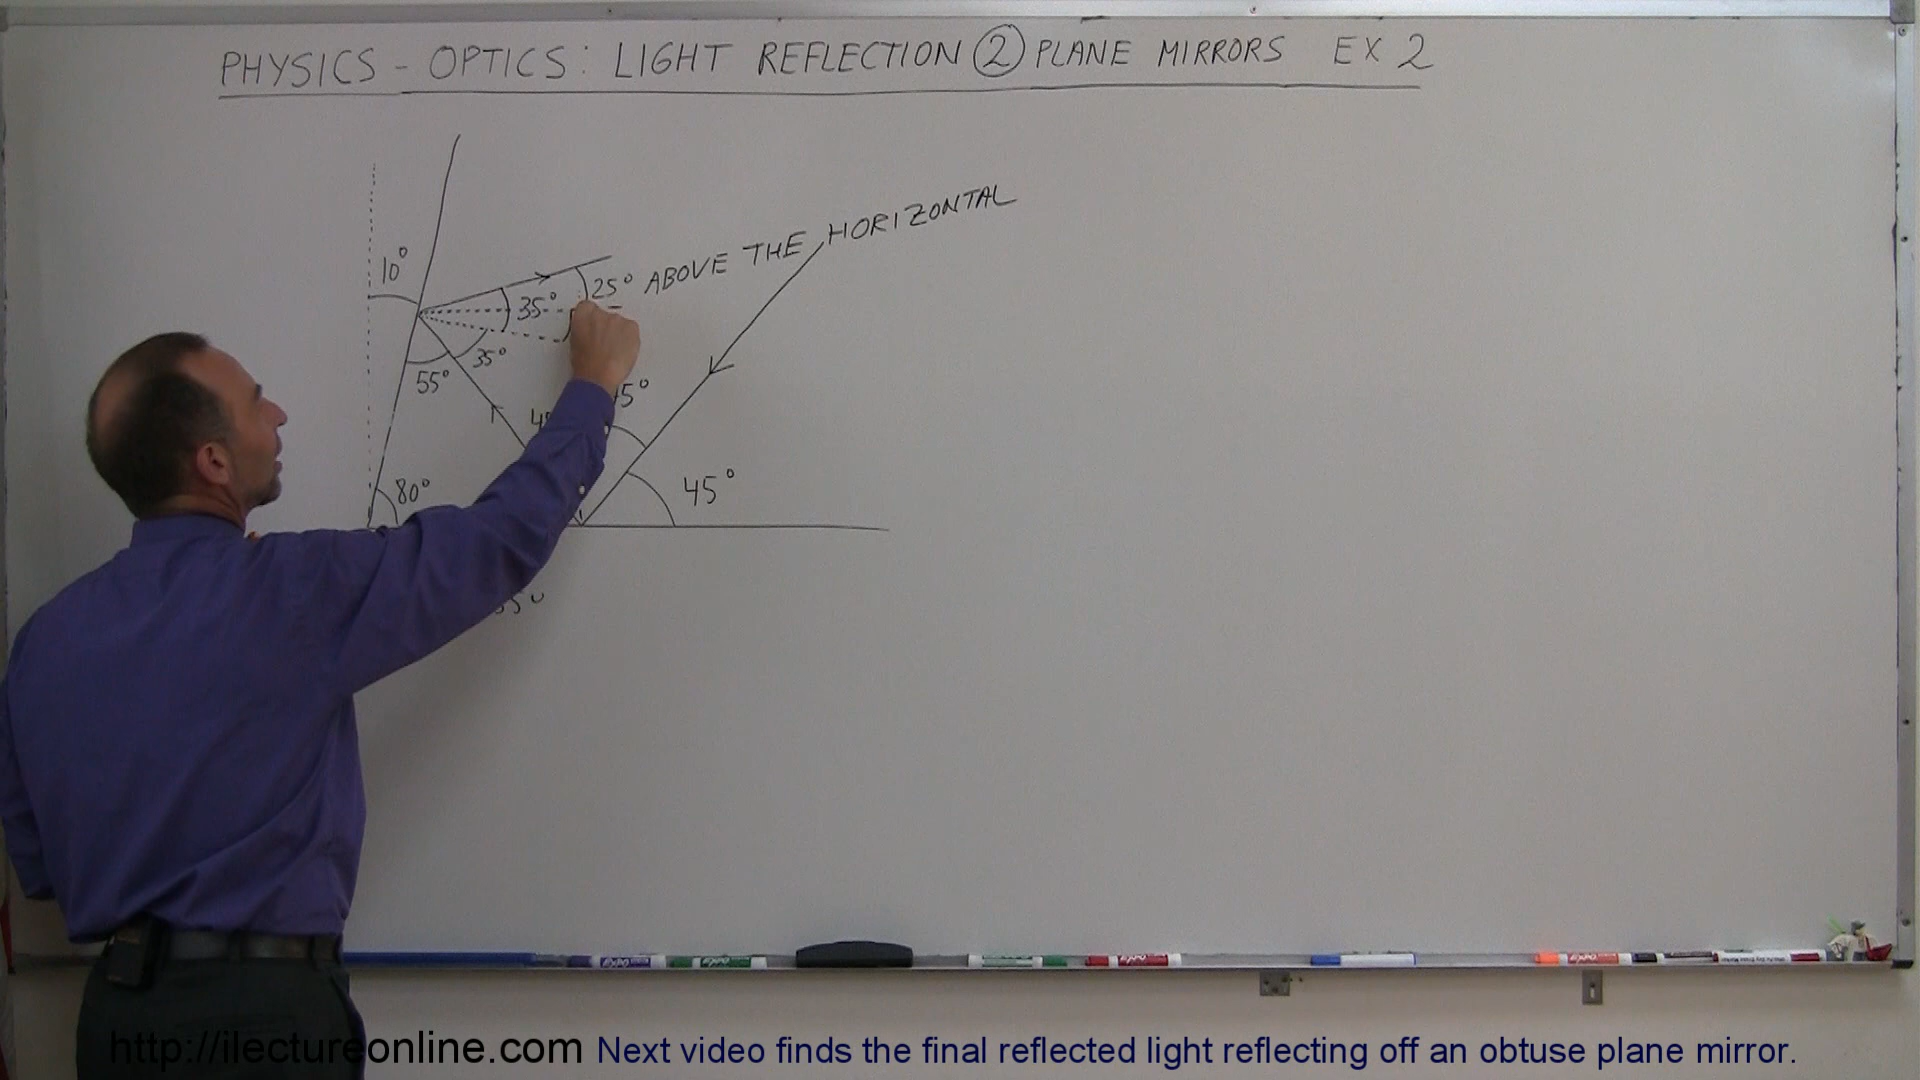 PHYSICS - OPTICS: LIGHT REFLECTION ② PLANE MIRRORS EX 2
10°
25° ABOVE THE HORIZONTAL
35°
35°
55°
45°
80°
http://ilectureonline.com Next video finds the final reflected light reflecting off an obtuse plane mirror.